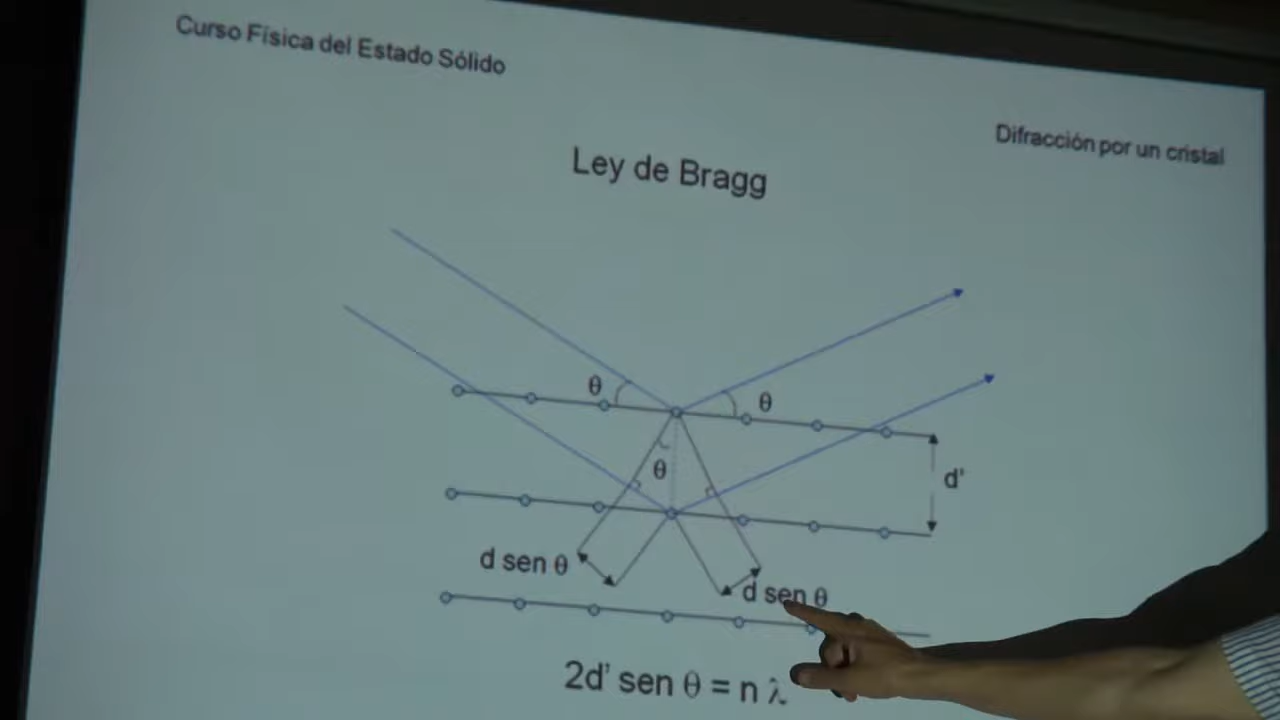 Curso Física del Estado Sólido
Difracción por un cristal
Ley de Bragg
θ
θ
θ
d'
d sen θ
d sen θ
2d' sen θ = n λ